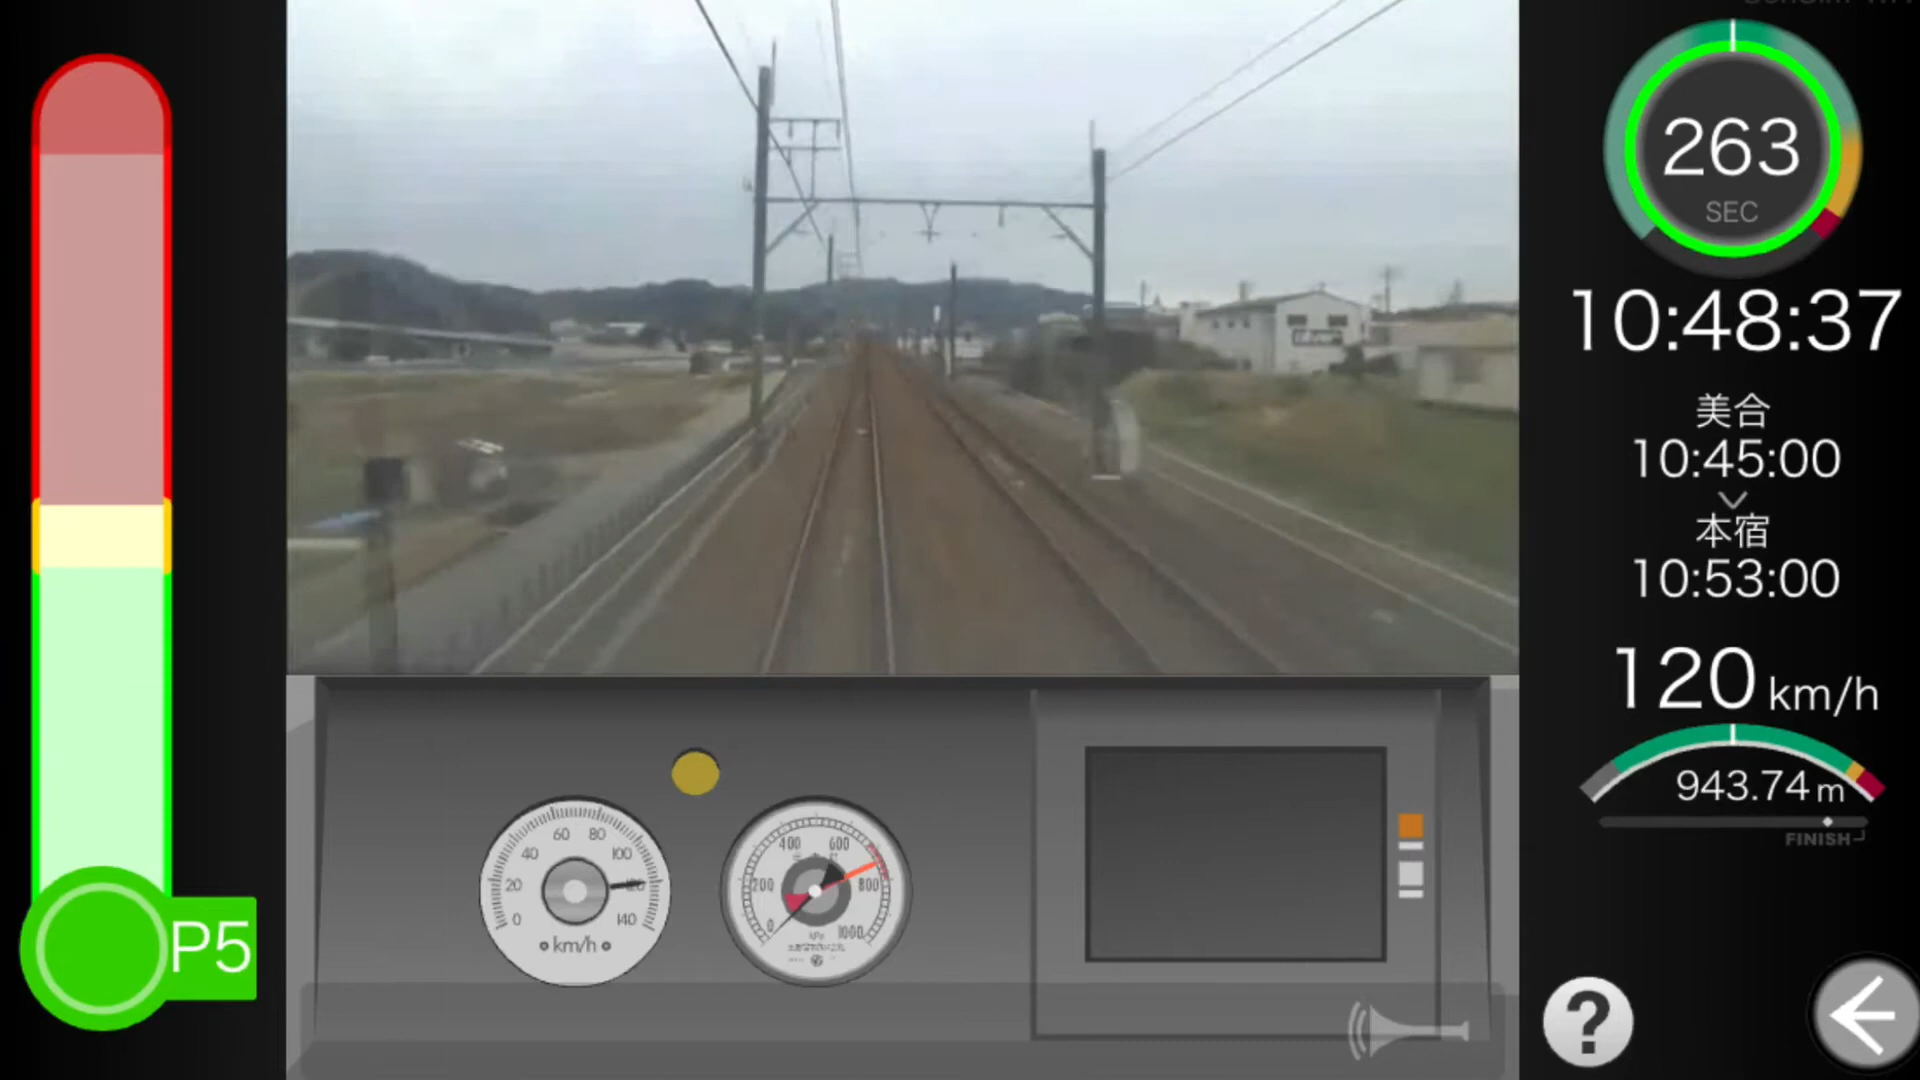 263
SEC
10:48:37
美合
10:45:00
本宿
10:53:00
120 km/h
943.74 m
FINISH
P5
0 20 40 60 80 100 120 140
km/h
0 200 400 600 800 1000
kPa
?